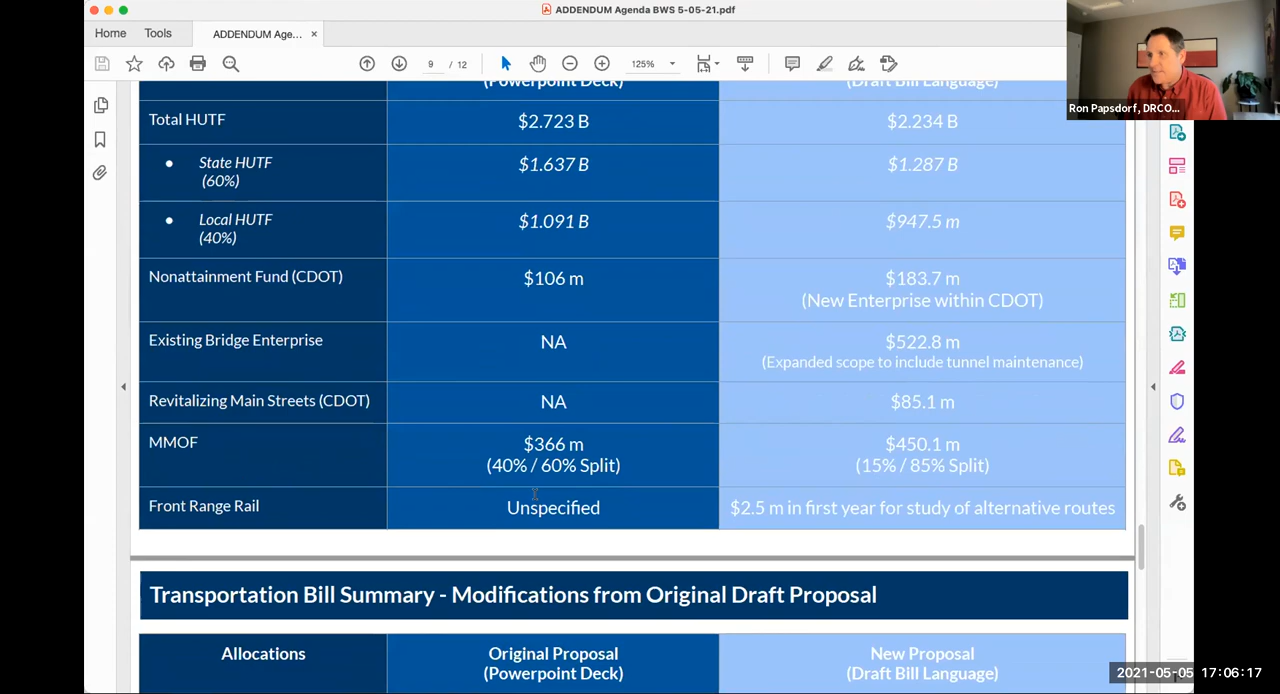 ADDENDUM Agenda BWS 5-05-21.pdf
Home Tools ADDENDUM Age... ×
9 / 12 125%
Ron Papsdorf, DRCO...
(Powerpoint Deck) (Draft Bill Language)
Total HUTF $2.723 B $2.234 B
• State HUTF $1.637 B $1.287 B
(60%)
• Local HUTF $1.091 B $947.5 m
(40%)
Nonattainment Fund (CDOT) $106 m $183.7 m
(New Enterprise within CDOT)
Existing Bridge Enterprise NA $522.8 m
(Expanded scope to include tunnel maintenance)
Revitalizing Main Streets (CDOT) NA $85.1 m
MMOF $366 m $450.1 m
(40% / 60% Split) (15% / 85% Split)
Front Range Rail Unspecified $2.5 m in first year for study of alternative routes
Transportation Bill Summary - Modifications from Original Draft Proposal
Allocations Original Proposal New Proposal
(Powerpoint Deck) (Draft Bill Language)
2021-05-05 17:06:17